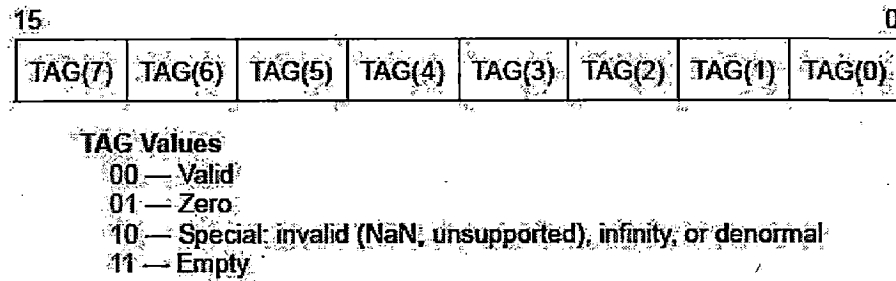 15 0
TAG(7) TAG(6) TAG(5) TAG(4) TAG(3) TAG(2) TAG(1) TAG(0)
TAG Values
00 — Valid
01 — Zero
10 — Special: invalid (NaN, unsupported), infinity, or denormal
11 — Empty